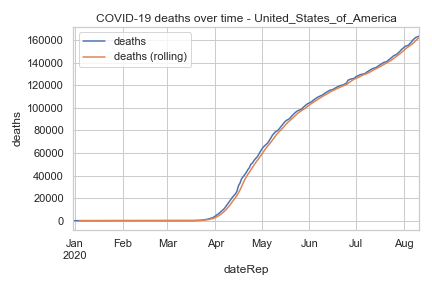 COVID-19 deaths over time - United_States_of_America
deaths
deaths (rolling)
160000
140000
120000
100000
80000
60000
40000
20000
0
deaths
Jan Feb Mar Apr May Jun Jul Aug
2020
dateRep